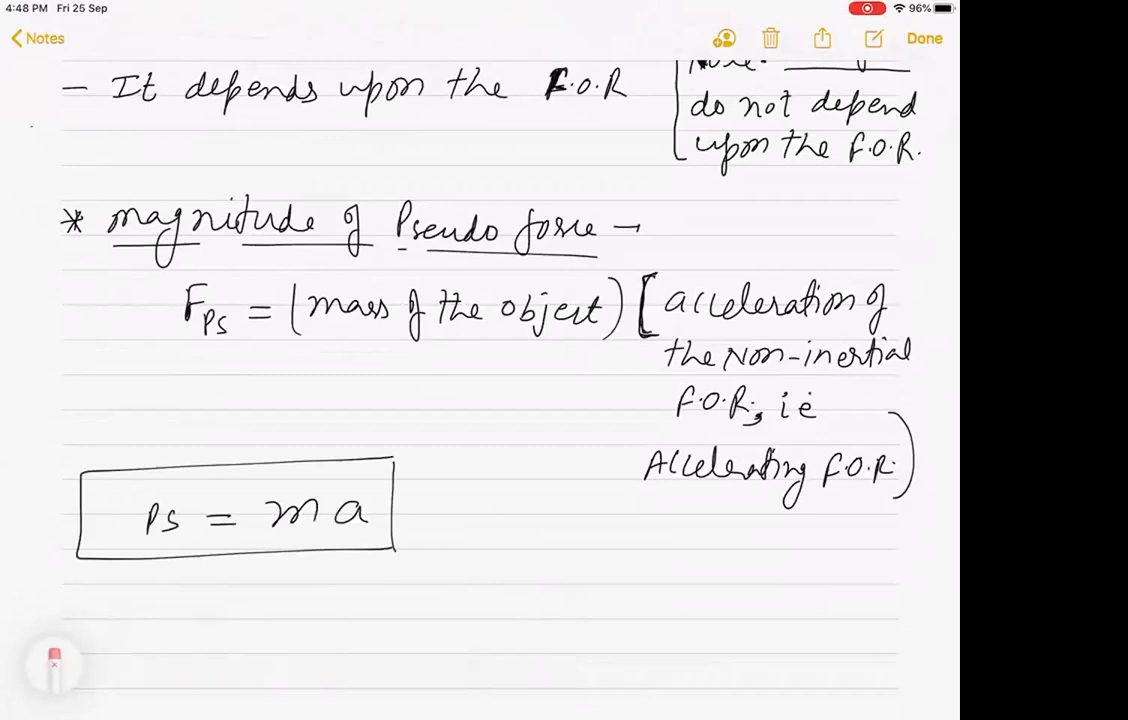 4:48 PM Fri 25 Sep
96%
Notes
Done
- It depends upon the F.O.R
do not depend
upon the F.O.R.
* magnitude of Pseudo force →
F_PS = (mass of the object) [acceleration of
the Non-inertial
F.O.R., i.e
Accelerating F.O.R.)
PS = ma